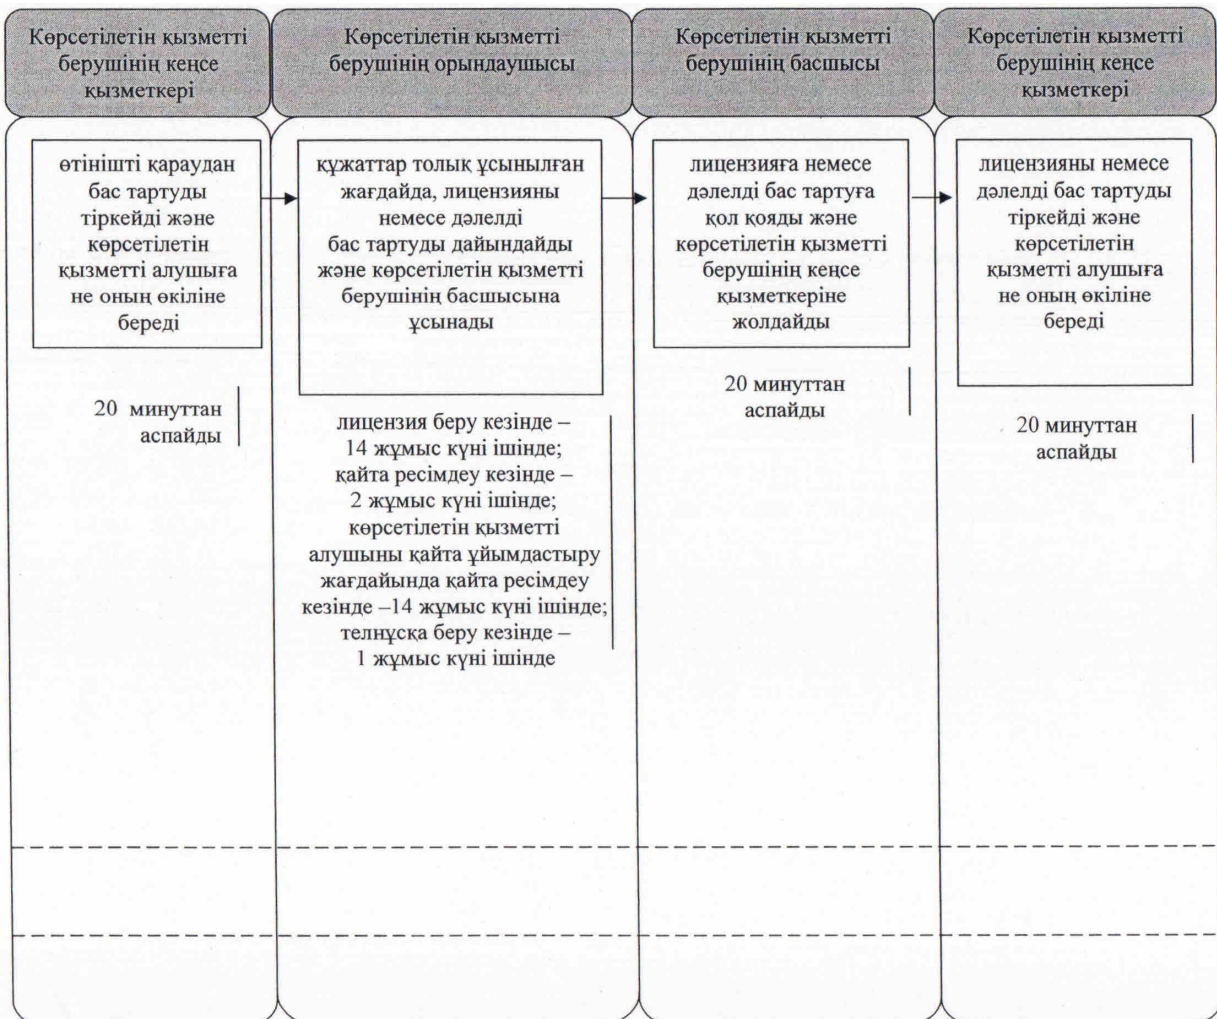 Көрсетілетін қызметті
берушінің кеңсе
қызметкері
Көрсетілетін қызметті
берушінің орындаушысы
Көрсетілетін қызметті
берушінің басшысы
Көрсетілетін қызметті
берушінің кеңсе
қызметкері
өтінішті қараудан
бас тартуды
тіркейді және
көрсетілетін
қызметті алушыға
не оның өкіліне
береді
20 минуттан
аспайды
құжаттар толық ұсынылған
жағдайда, лицензияны
немесе дәлелді
бас тартуды дайындайды
және көрсетілетін қызметті
берушінің басшысына
ұсынады
лицензия беру кезінде –
14 жұмыс күні ішінде;
қайта ресімдеу кезінде –
2 жұмыс күні ішінде;
көрсетілетін қызметті
алушыны қайта ұйымдастыру
жағдайында қайта ресімдеу
кезінде –14 жұмыс күні ішінде;
телнұсқа беру кезінде –
1 жұмыс күні ішінде
лицензияға немесе
дәлелді бас тартуға
қол қояды және
көрсетілетін қызметті
берушінің кеңсе
қызметкеріне
жолдайды
20 минуттан
аспайды
лицензияны немесе
дәлелді бас тартуды
тіркейді және
көрсетілетін
қызметті алушыға
не оның өкіліне
береді
20 минуттан
аспайды